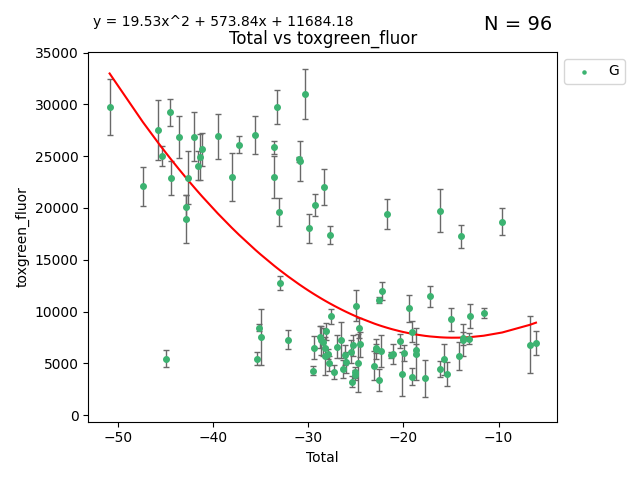 y = 19.53x^2 + 573.84x + 11684.18
N = 96
Total vs toxgreen_fluor
G
35000
30000
25000
20000
15000
10000
5000
0
toxgreen_fluor
−50 −40 −30 −20 −10
Total